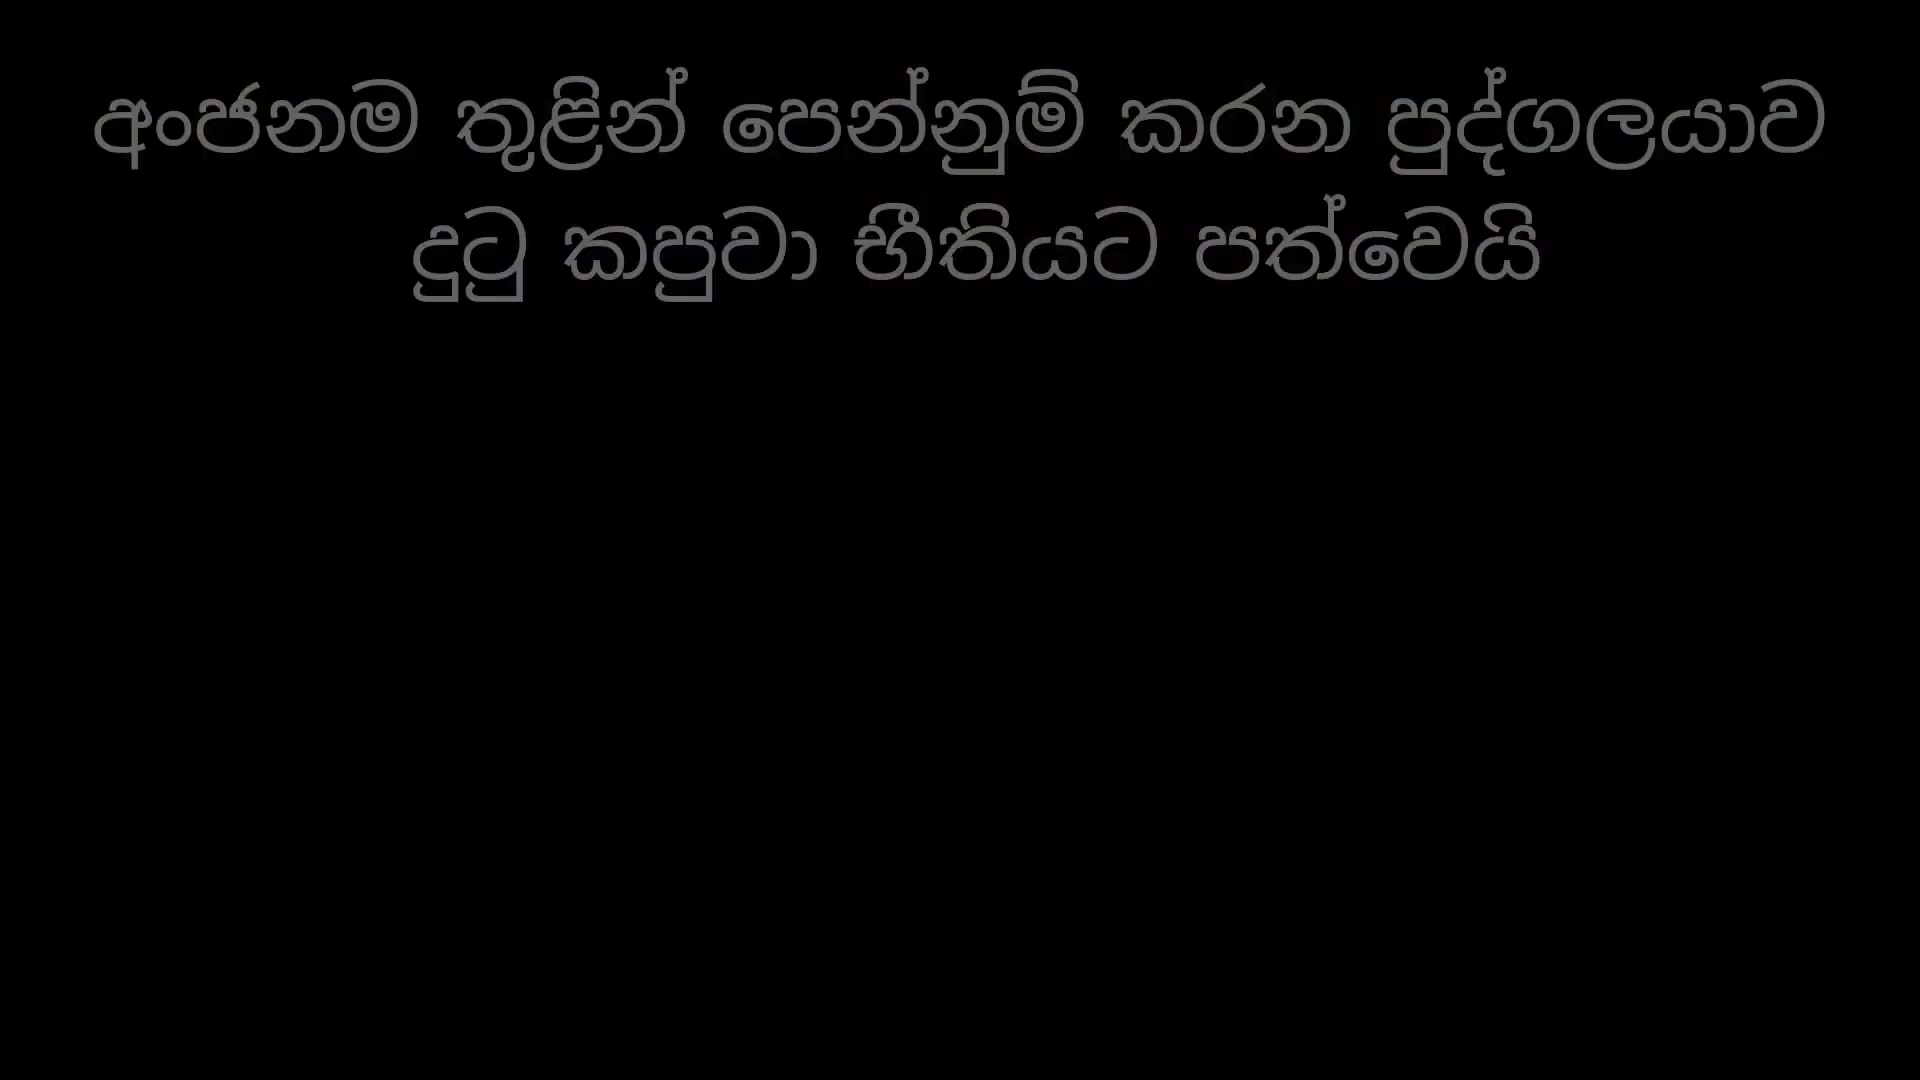 අංජනම තුළින් පෙන්නුම් කරන පුද්ගලයාව
දුටු කපුවා භීතියට පත්වෙයි